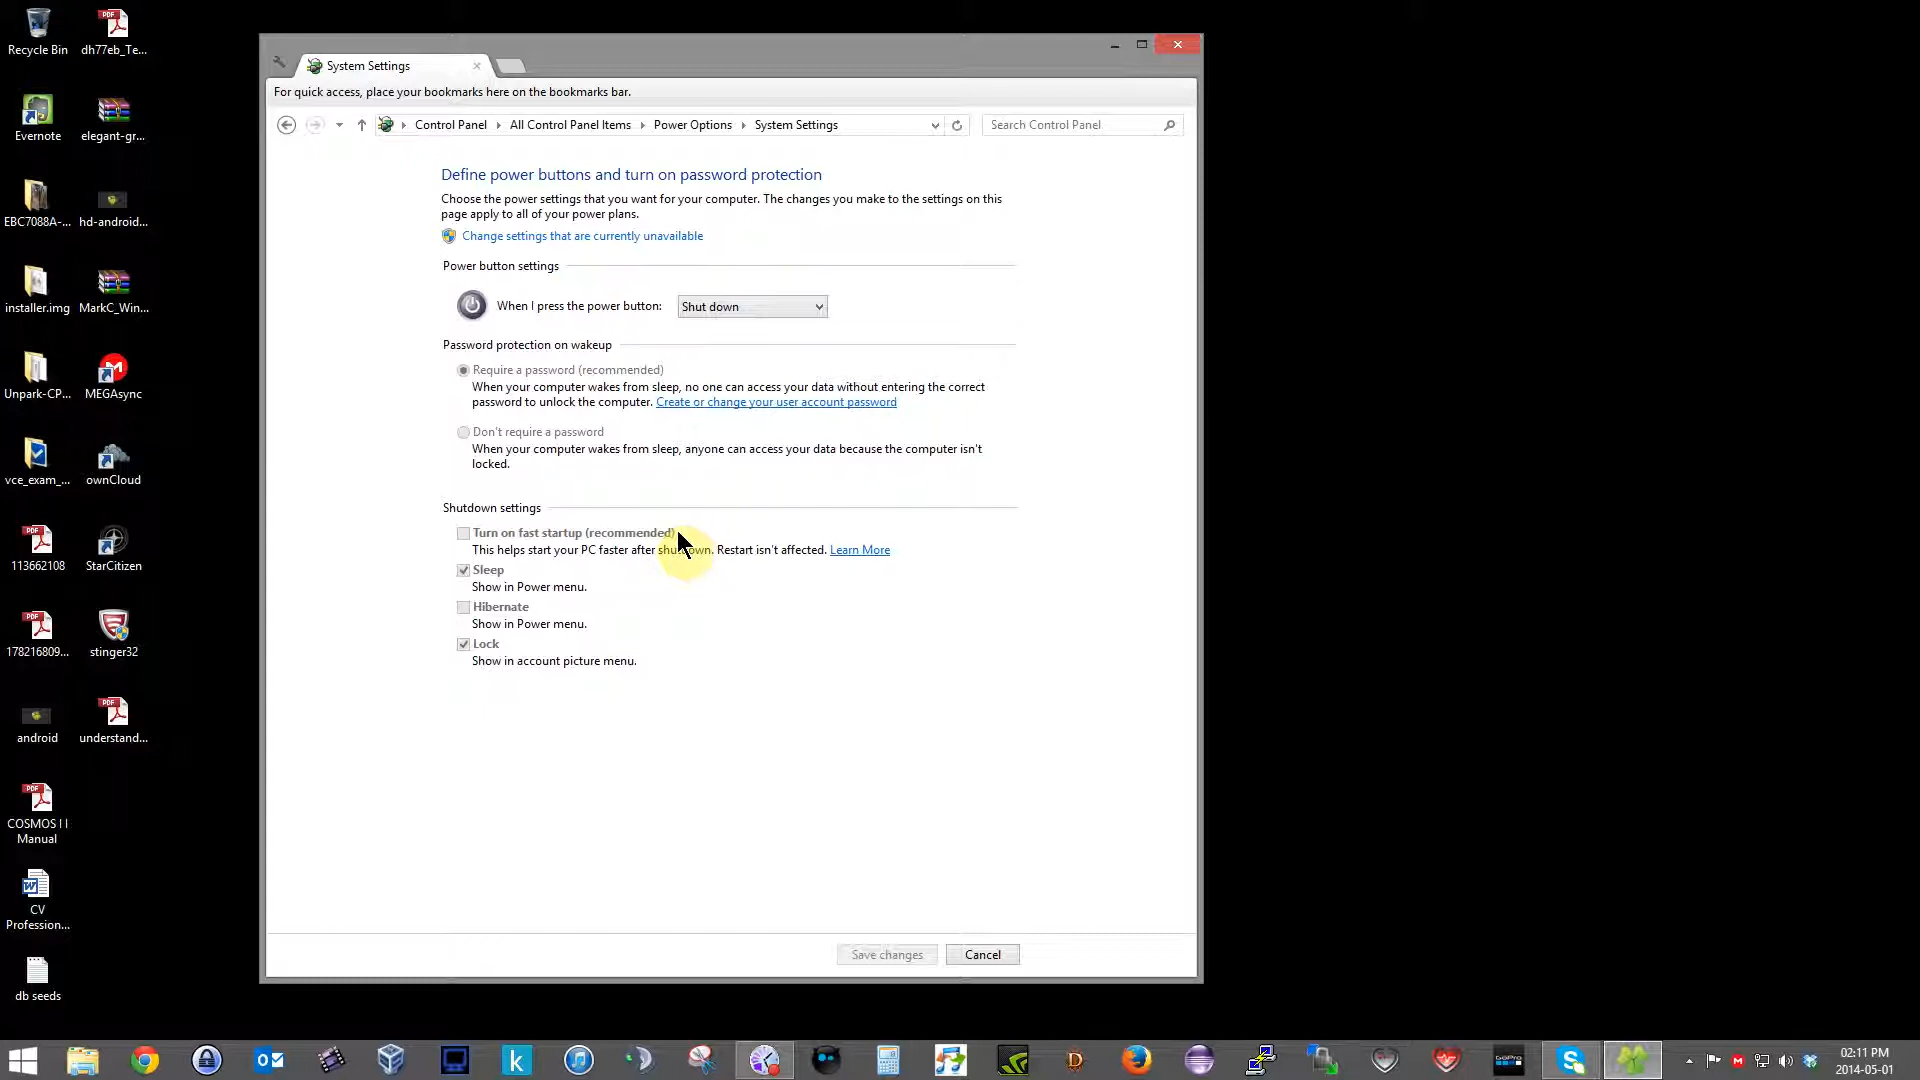 Recycle Bin
dh77eb_Te...
Evernote
elegant-gr...
EBC7088A-...
hd-android...
installer.img
MarkC_Win...
Unpark-CP...
MEGAsync
vce_exam_...
ownCloud
113662108
StarCitizen
178216809...
stinger32
android
understand...
COSMOS I I
Manual
CV
Profession...
db seeds
System Settings
For quick access, place your bookmarks here on the bookmarks bar.
Control Panel
All Control Panel Items
Power Options
System Settings
Search Control Panel
Define power buttons and turn on password protection
Choose the power settings that you want for your computer. The changes you make to the settings on this
page apply to all of your power plans.
Change settings that are currently unavailable
Power button settings
When I press the power button:
Shut down
Password protection on wakeup
Require a password (recommended)
When your computer wakes from sleep, no one can access your data without entering the correct
password to unlock the computer. Create or change your user account password
Don't require a password
When your computer wakes from sleep, anyone can access your data because the computer isn't
locked.
Shutdown settings
Turn on fast startup (recommended)
This helps start your PC faster after shutdown. Restart isn't affected. Learn More
Sleep
Show in Power menu.
Hibernate
Show in Power menu.
Lock
Show in account picture menu.
Save changes
Cancel
GoPro
02:11 PM
2014-05-01